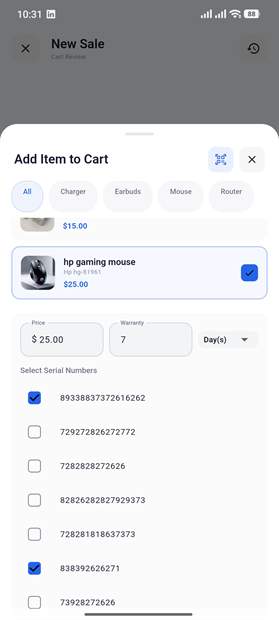 10:31
88
New Sale
Cart Review
Add Item to Cart
All
Charger
Earbuds
Mouse
Router
$15.00
hp gaming mouse
Hp hg-81961
$25.00
Price
$ 25.00
Warranty
7
Day(s)
Select Serial Numbers
89338837372616262
729272826272772
7282828272626
82826282827929373
728281818637373
838392626271
73928272626